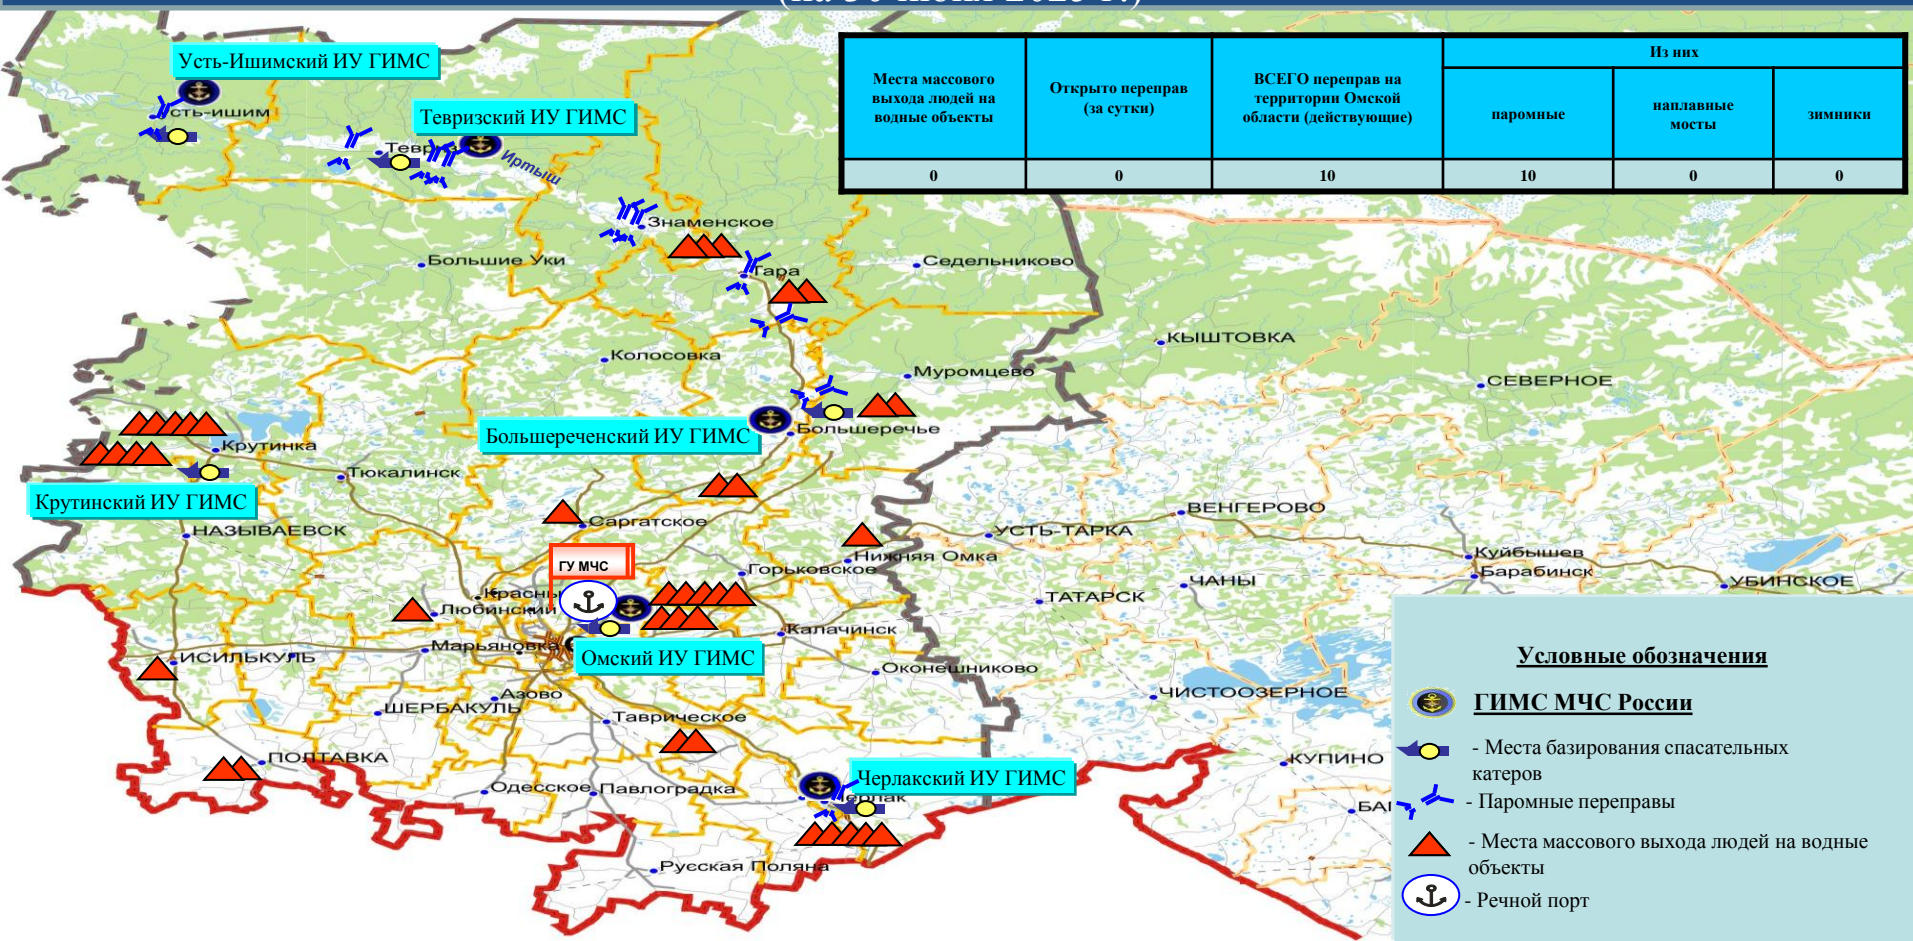 Усть-Ишимский ИУ ГИМС
сть-ишим
Тевризский ИУ ГИМС
Иртыш
Места массового
выхода людей на
водные объекты
Открыто переправ
(за сутки)
ВСЕГО переправ на
территории Омской
области (действующие)
Из них
паромные
наплавные
мосты
зимники
0
0
10
10
0
0
Знаменское
Большие Уки
Тара
Седельниково
КЫШТОВКА
Колосовка
Муромцево
СЕВЕРНОЕ
Большереченский ИУ ГИМС
Большеречье
Крутинка
Тюкалинск
Крутинский ИУ ГИМС
НАЗЫВАЕВСК
Саргатское
ВЕНГЕРОВО
УСТЬ-ТАРКА
Нижняя Омка
Куйбышев
Барабинск
УБИНСКОЕ
ГУ МЧС
Горьковское
ЧАНЫ
ТАТАРСК
Красны
Любинский
Калачинск
Марьяновка
Омский ИУ ГИМС
ИСИЛЬКУЛЬ
Оконешниково
ЧИСТООЗЕРНОЕ
Азово
ШЕРБАКУЛЬ
Таврическое
ПОЛТАВКА
КУПИНО
Черлакский ИУ ГИМС
Одесское
Павлоградка
Русская Поляна
Условные обозначения
ГИМС МЧС России
- Места базирования спасательных
катеров
- Паромные переправы
- Места массового выхода людей на водные
объекты
- Речной порт